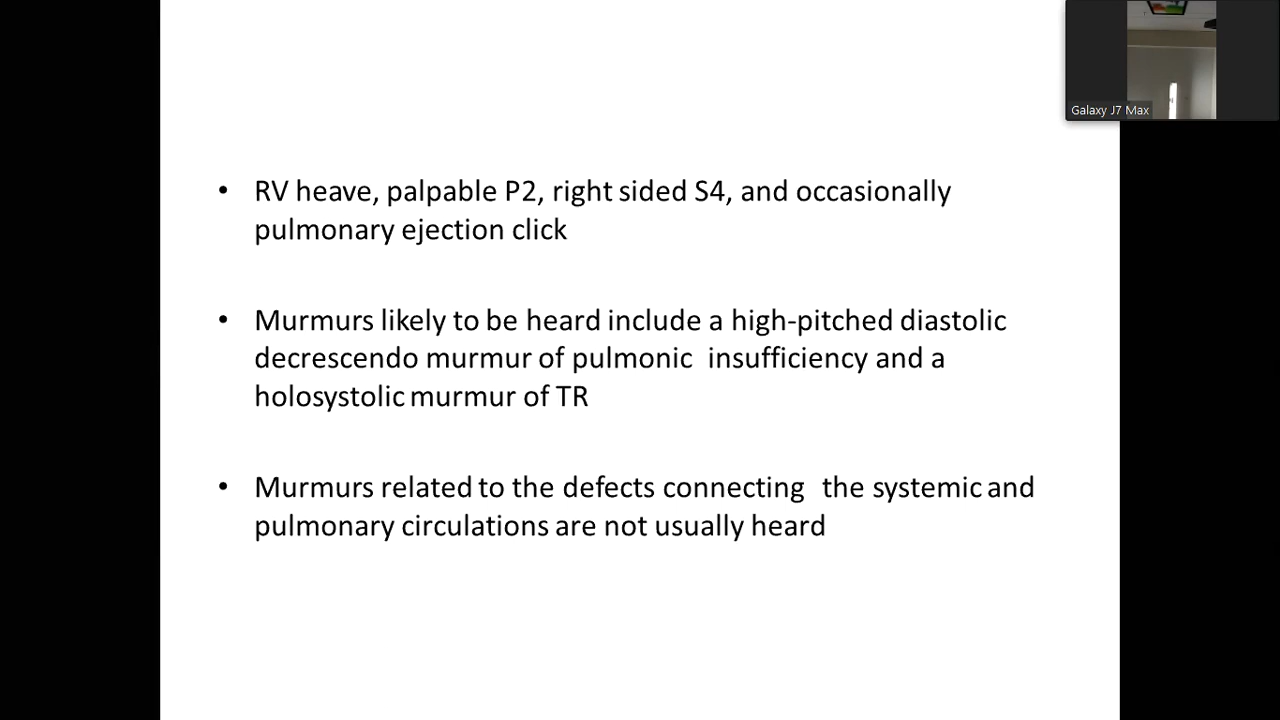 Galaxy J7 Max
• RV heave, palpable P2, right sided S4, and occasionally
pulmonary ejection click
• Murmurs likely to be heard include a high-pitched diastolic
decrescendo murmur of pulmonic insufficiency and a
holosystolic murmur of TR
• Murmurs related to the defects connecting the systemic and
pulmonary circulations are not usually heard